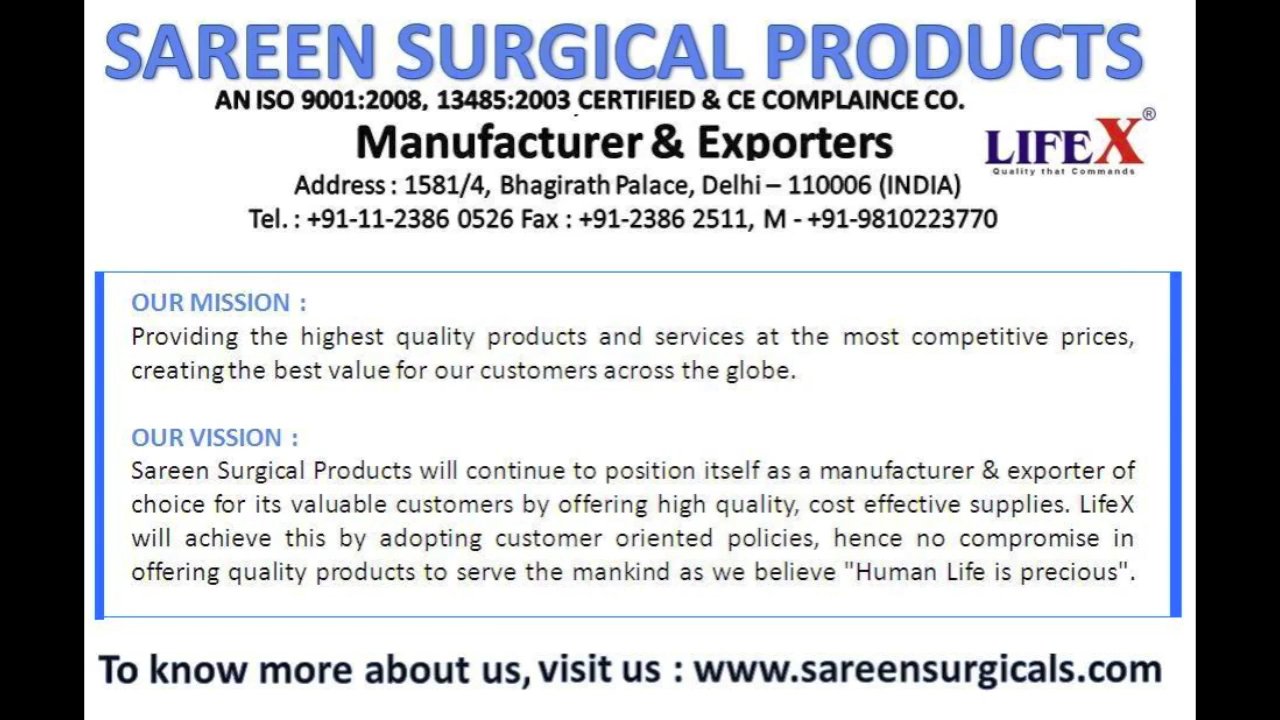 SAREEN SURGICAL PRODUCTS
AN ISO 9001:2008, 13485:2003 CERTIFIED & CE COMPLAINCE CO.
Manufacturer & Exporters
LIFEX®
Quality that Commands
Address : 1581/4, Bhagirath Palace, Delhi – 110006 (INDIA)
Tel. : +91-11-2386 0526 Fax : +91-2386 2511, M - +91-9810223770
OUR MISSION :
Providing the highest quality products and services at the most competitive prices,
creating the best value for our customers across the globe.
OUR VISSION :
Sareen Surgical Products will continue to position itself as a manufacturer & exporter of
choice for its valuable customers by offering high quality, cost effective supplies. LifeX
will achieve this by adopting customer oriented policies, hence no compromise in
offering quality products to serve the mankind as we believe "Human Life is precious".
To know more about us, visit us : www.sareensurgicals.com